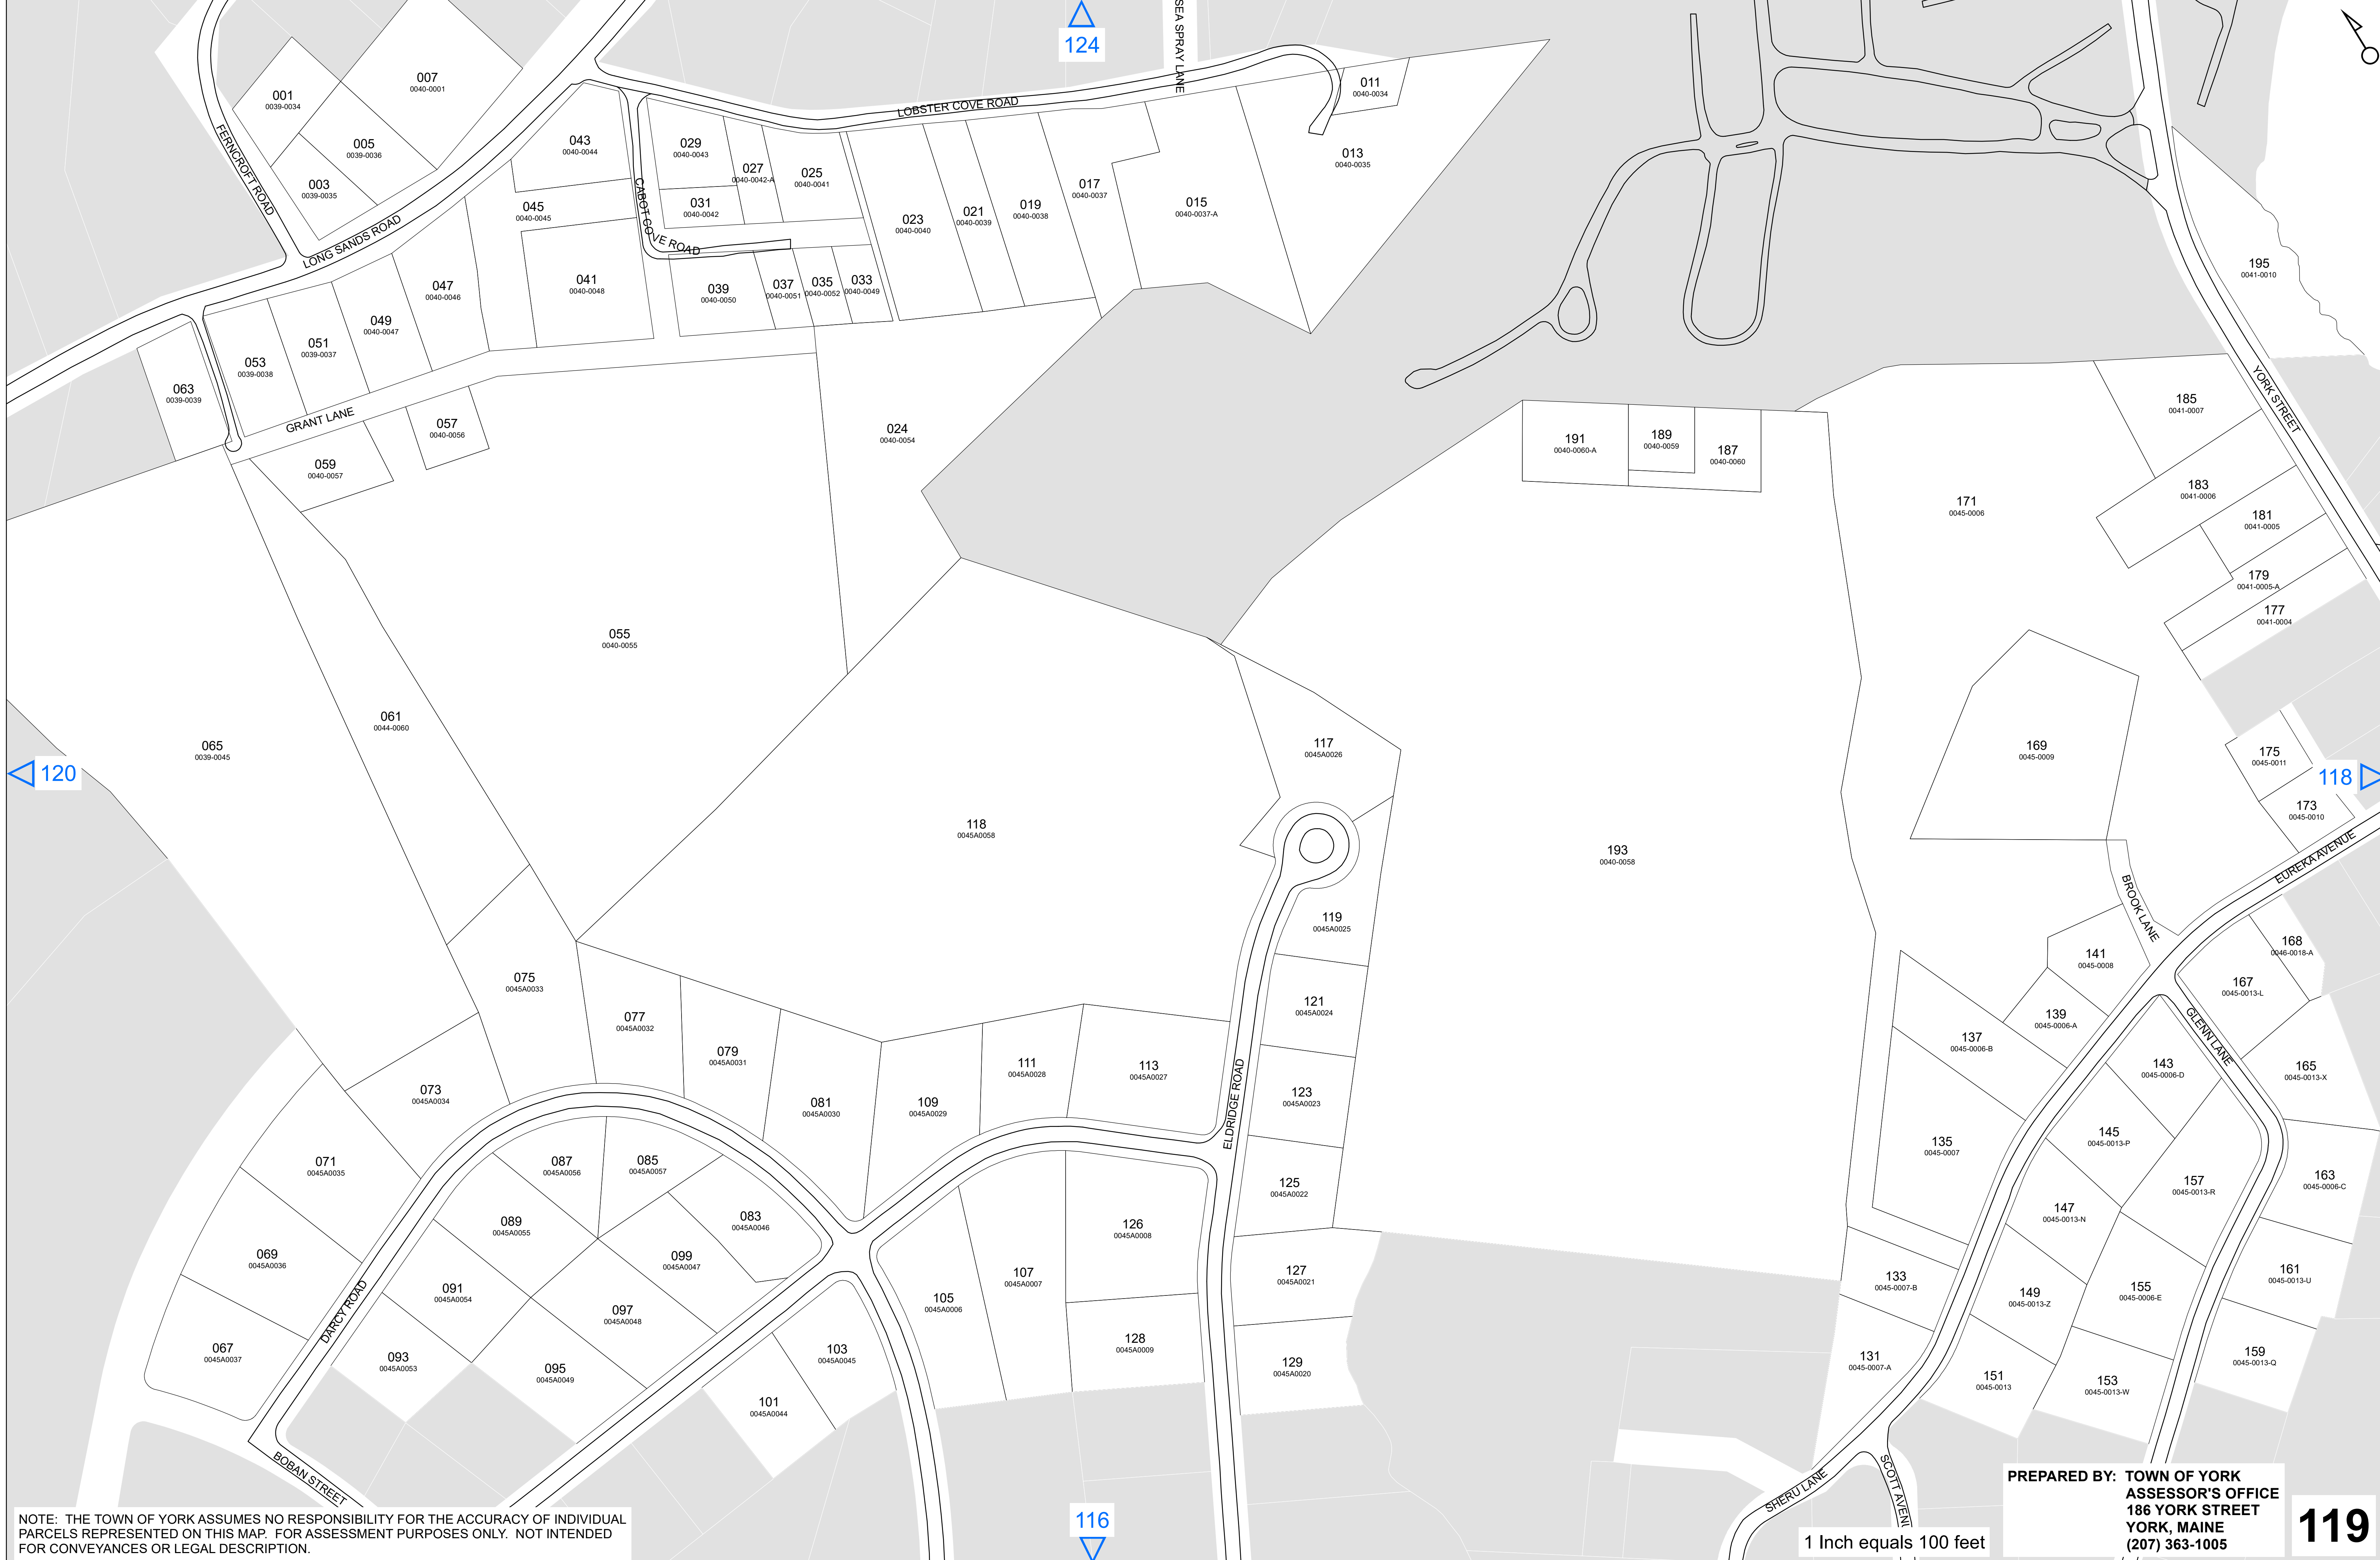 124
SEA SPRAY LANE
007
0040-0001
001
0039-0034
005
0039-0036
003
0039-0035
FERNCROFT ROAD
LONG SANDS ROAD
LOBSTER COVE ROAD
011
0040-0034
013
0040-0035
043
0040-0044
029
0040-0043
027
0040-0042-A
025
0040-0041
031
0040-0042
045
0040-0045
CABOT COVE ROAD
041
0040-0048
039
0040-0050
037
0040-0051
035
0040-0052
033
0040-0049
023
0040-0040
021
0040-0039
019
0040-0038
017
0040-0037
015
0040-0037-A
047
0040-0046
049
0040-0047
051
0039-0037
053
0039-0038
063
0039-0039
GRANT LANE
057
0040-0056
059
0040-0057
024
0040-0054
195
0041-0010
YORK STREET
185
0041-0007
191
0040-0060-A
189
0040-0059
187
0040-0060
171
0045-0006
183
0041-0006
181
0041-0005
179
0041-0005-A
177
0041-0004
055
0040-0055
061
0044-0060
065
0039-0045
120
117
0045A0026
118
0045A0058
193
0040-0058
169
0045-0009
175
0045-0011
118
173
0045-0010
EUREKA AVENUE
BROOK LANE
119
0045A0025
121
0045A0024
123
0045A0023
125
0045A0022
127
0045A0021
129
0045A0020
ELDRIDGE ROAD
075
0045A0033
077
0045A0032
079
0045A0031
081
0045A0030
109
0045A0029
111
0045A0028
113
0045A0027
073
0045A0034
071
0045A0035
069
0045A0036
067
0045A0037
087
0045A0056
085
0045A0057
083
0045A0046
089
0045A0055
099
0045A0047
091
0045A0054
097
0045A0048
093
0045A0053
095
0045A0049
103
0045A0045
101
0045A0044
105
0045A0006
107
0045A0007
126
0045A0008
128
0045A0009
DARCY ROAD
BOBAN STREET
141
0045-0008
139
0045-0006-A
137
0045-0006-B
135
0045-0007
133
0045-0007-B
131
0045-0007-A
168
0046-0018-A
167
0045-0013-L
GLENN LANE
165
0045-0013-X
143
0045-0006-D
145
0045-0013-P
157
0045-0013-R
163
0045-0006-C
147
0045-0013-N
161
0045-0013-U
149
0045-0013-Z
155
0045-0006-E
159
0045-0013-Q
151
0045-0013
153
0045-0013-W
SHERU LANE
SCOTT AVENU
116
NOTE: THE TOWN OF YORK ASSUMES NO RESPONSIBILITY FOR THE ACCURACY OF INDIVIDUAL
PARCELS REPRESENTED ON THIS MAP. FOR ASSESSMENT PURPOSES ONLY. NOT INTENDED
FOR CONVEYANCES OR LEGAL DESCRIPTION.
1 Inch equals 100 feet
PREPARED BY: TOWN OF YORK
ASSESSOR'S OFFICE
186 YORK STREET
YORK, MAINE
(207) 363-1005
119